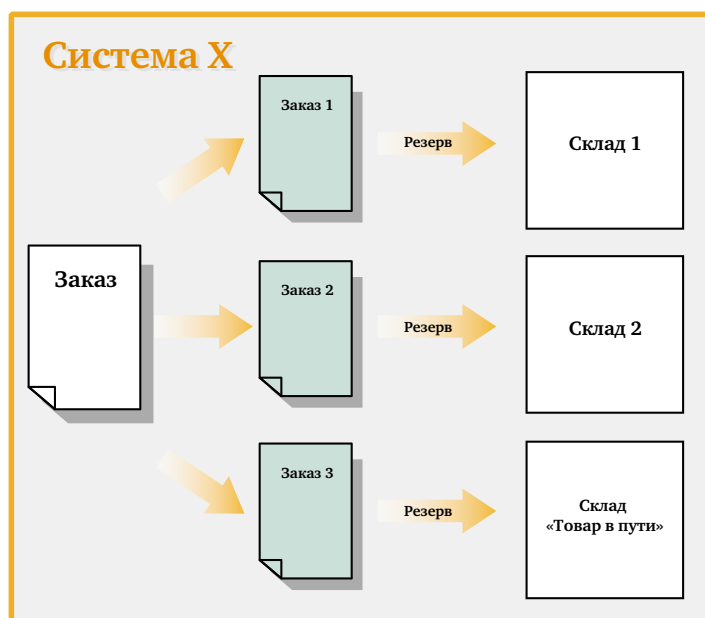 Система X
Заказ 1
Резерв
Склад 1
Заказ
Заказ 2
Резерв
Склад 2
Заказ 3
Резерв
Склад
«Товар в пути»